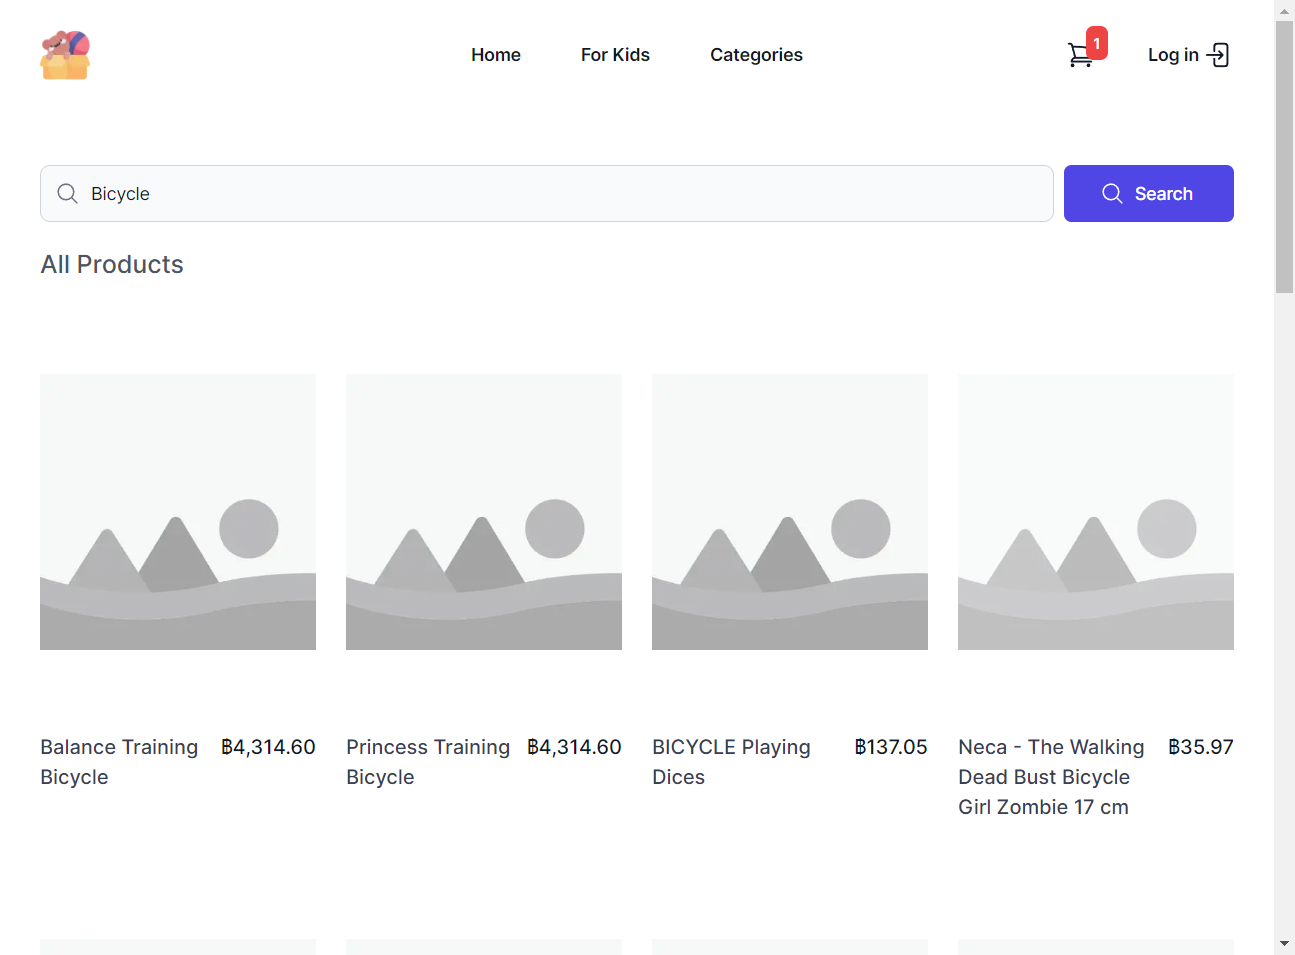 Home
For Kids
Categories
1
Log in
Bicycle
Search
All Products
Balance Training
Bicycle
฿4,314.60
Princess Training
Bicycle
฿4,314.60
BICYCLE Playing
Dices
฿137.05
Neca - The Walking
Dead Bust Bicycle
Girl Zombie 17 cm
฿35.97